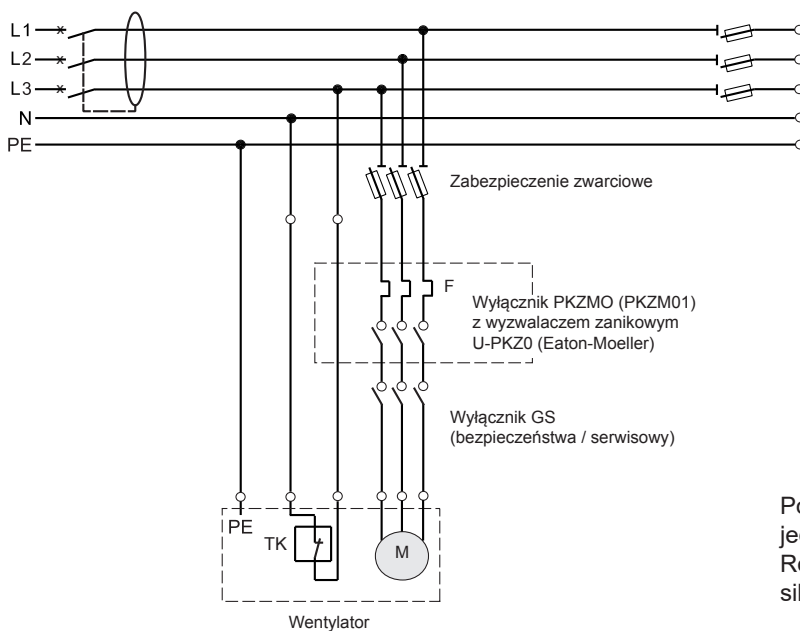 L1
L2
L3
N
PE
Zabezpieczenie zwarciowe
F
Wyłącznik PKZMO (PKZM01)
z wyzwalaczem zanikowym
U-PKZ0 (Eaton-Moeller)
Wyłącznik GS
(bezpieczeństwa / serwisowy)
PE
TK
M
Wentylator